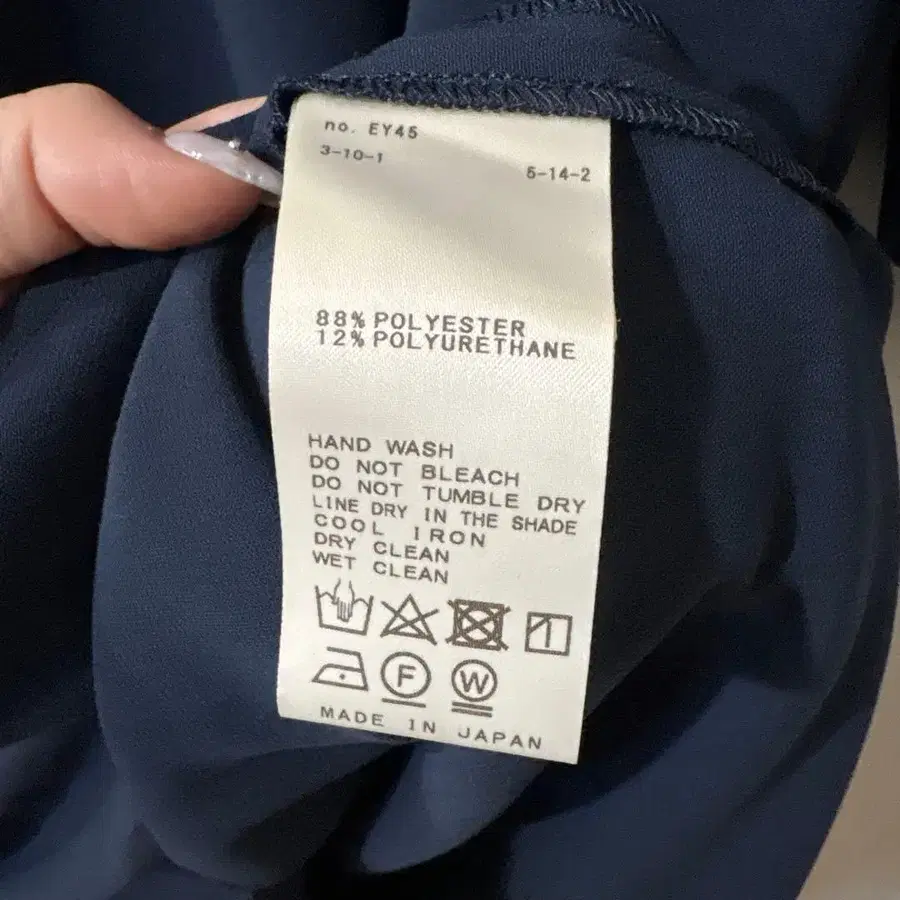 no. EY45
3-10-1
5-14-2
88% POLYESTER
12% POLYURETHANE
HAND WASH
DO NOT BLEACH
DO NOT TUMBLE DRY
LINE DRY IN THE SHADE
COOL IRON
DRY CLEAN
WET CLEAN
F W
MADE IN JAPAN